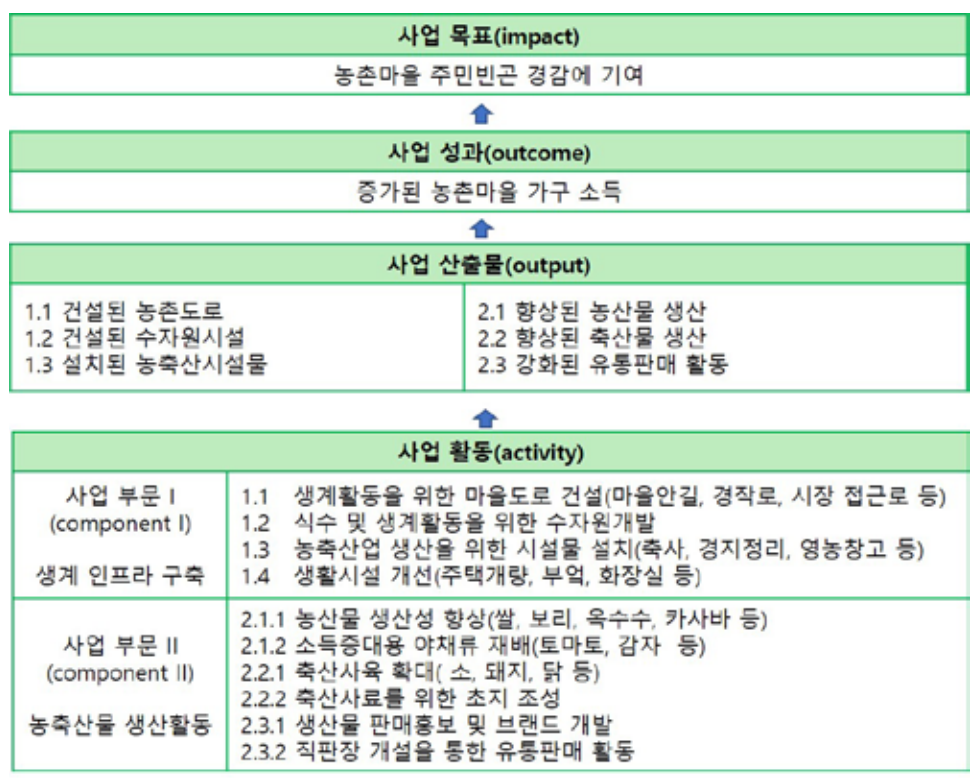 사업 목표(impact)
농촌마을 주민빈곤 경감에 기여
사업 성과(outcome)
증가된 농촌마을 가구 소득
사업 산출물(output)
1.1 건설된 농촌도로
1.2 건설된 수자원시설
1.3 설치된 농축산시설물
2.1 향상된 농산물 생산
2.2 향상된 축산물 생산
2.3 강화된 유통판매 활동
사업 활동(activity)
사업 부문 I
(component I)
생계 인프라 구축
1.1 생계활동을 위한 마을도로 건설(마을안길, 경작로, 시장 접근로 등)
1.2 식수 및 생계활동을 위한 수자원개발
1.3 농축산업 생산을 위한 시설물 설치(축사, 경지정리, 영농창고 등)
1.4 생활시설 개선(주택개량, 부엌, 화장실 등)
사업 부문 II
(component II)
농축산물 생산활동
2.1.1 농산물 생산성 향상(쌀, 보리, 옥수수, 카사바 등)
2.1.2 소득증대용 야채류 재배(토마토, 감자 등)
2.2.1 축산사육 확대( 소, 돼지, 닭 등)
2.2.2 축산사료를 위한 초지 조성
2.3.1 생산물 판매홍보 및 브랜드 개발
2.3.2 직판장 개설을 통한 유통판매 활동